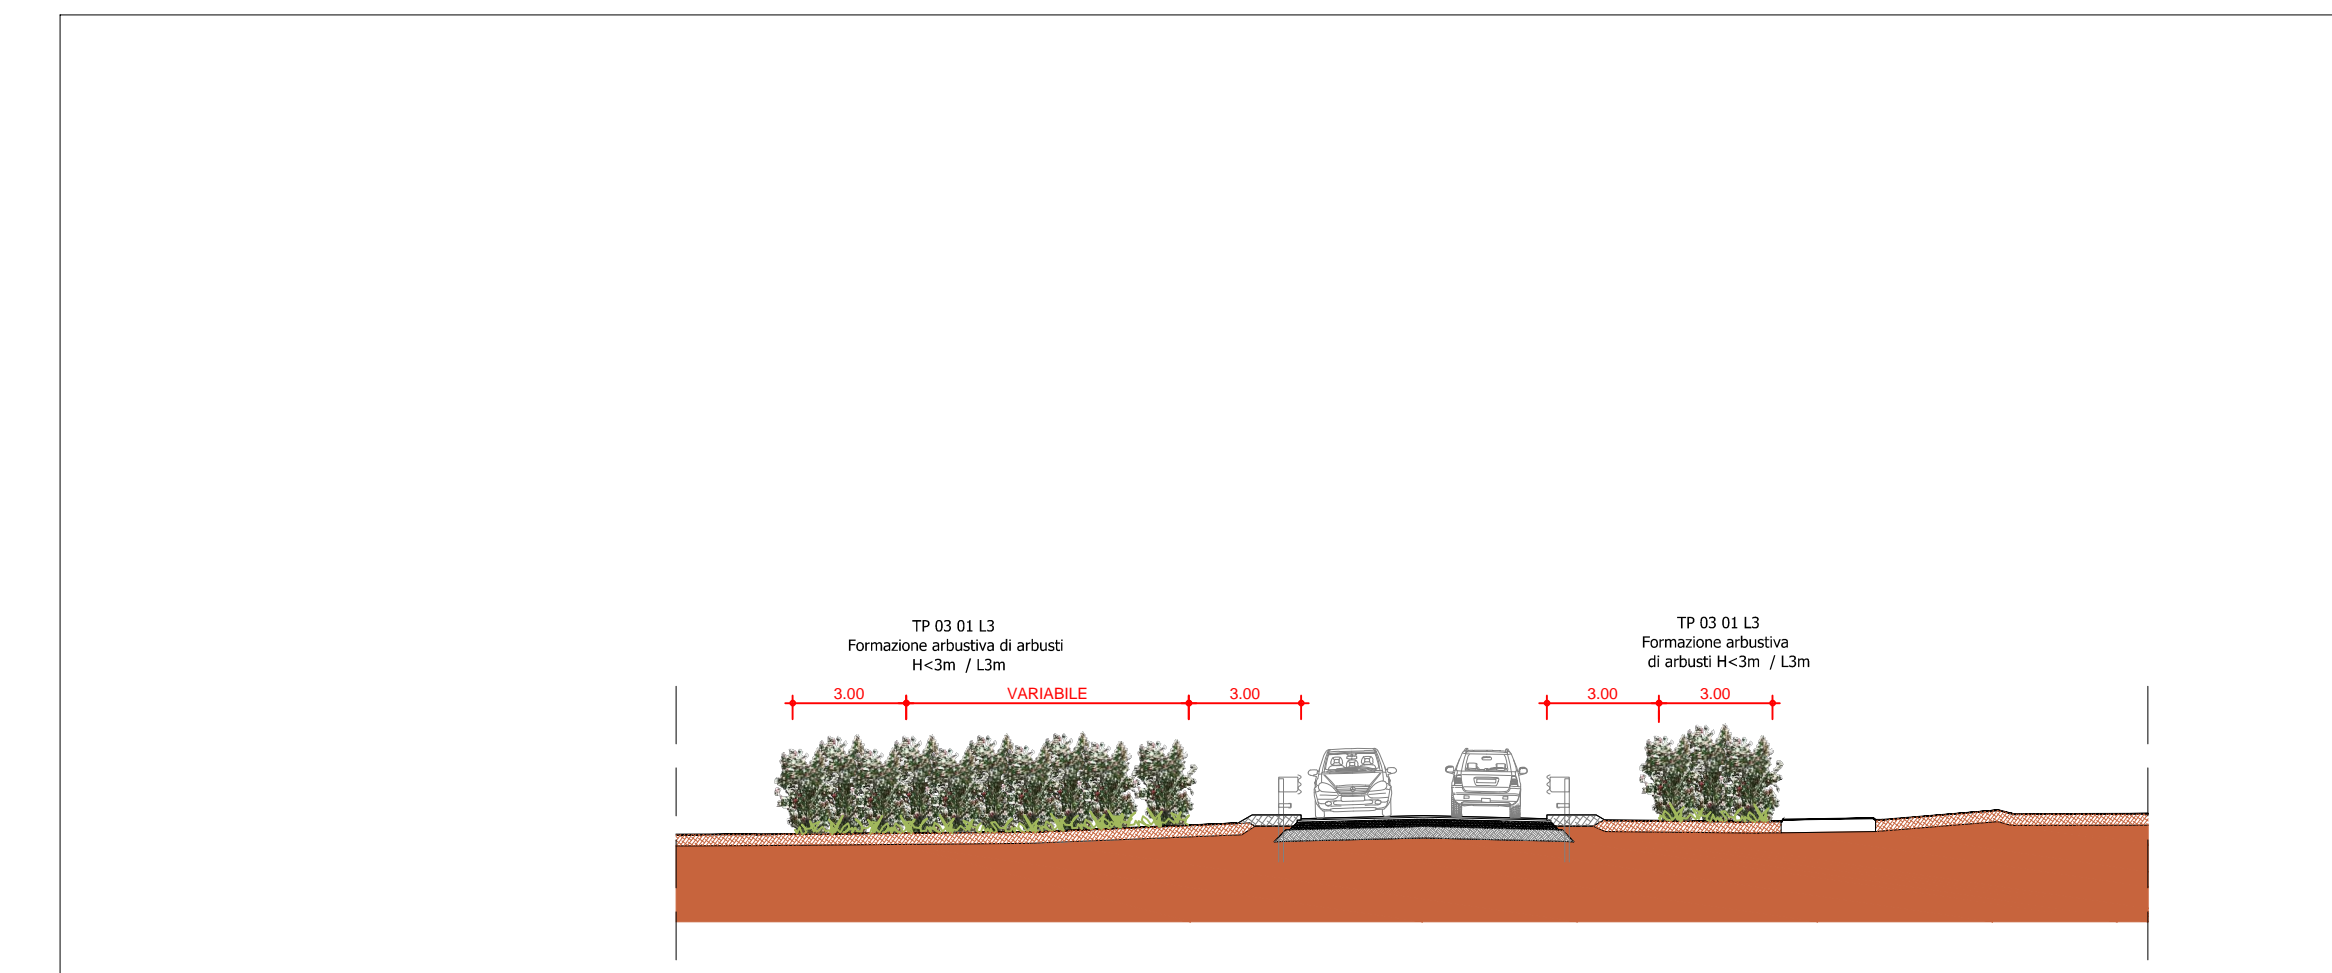 TP 03 01 L3
Formazione arbustiva di arbusti
H<3m / L3m
TP 03 01 L3
Formazione arbustiva
di arbusti H<3m / L3m
3.00 VARIABILE 3.00 3.00 3.00